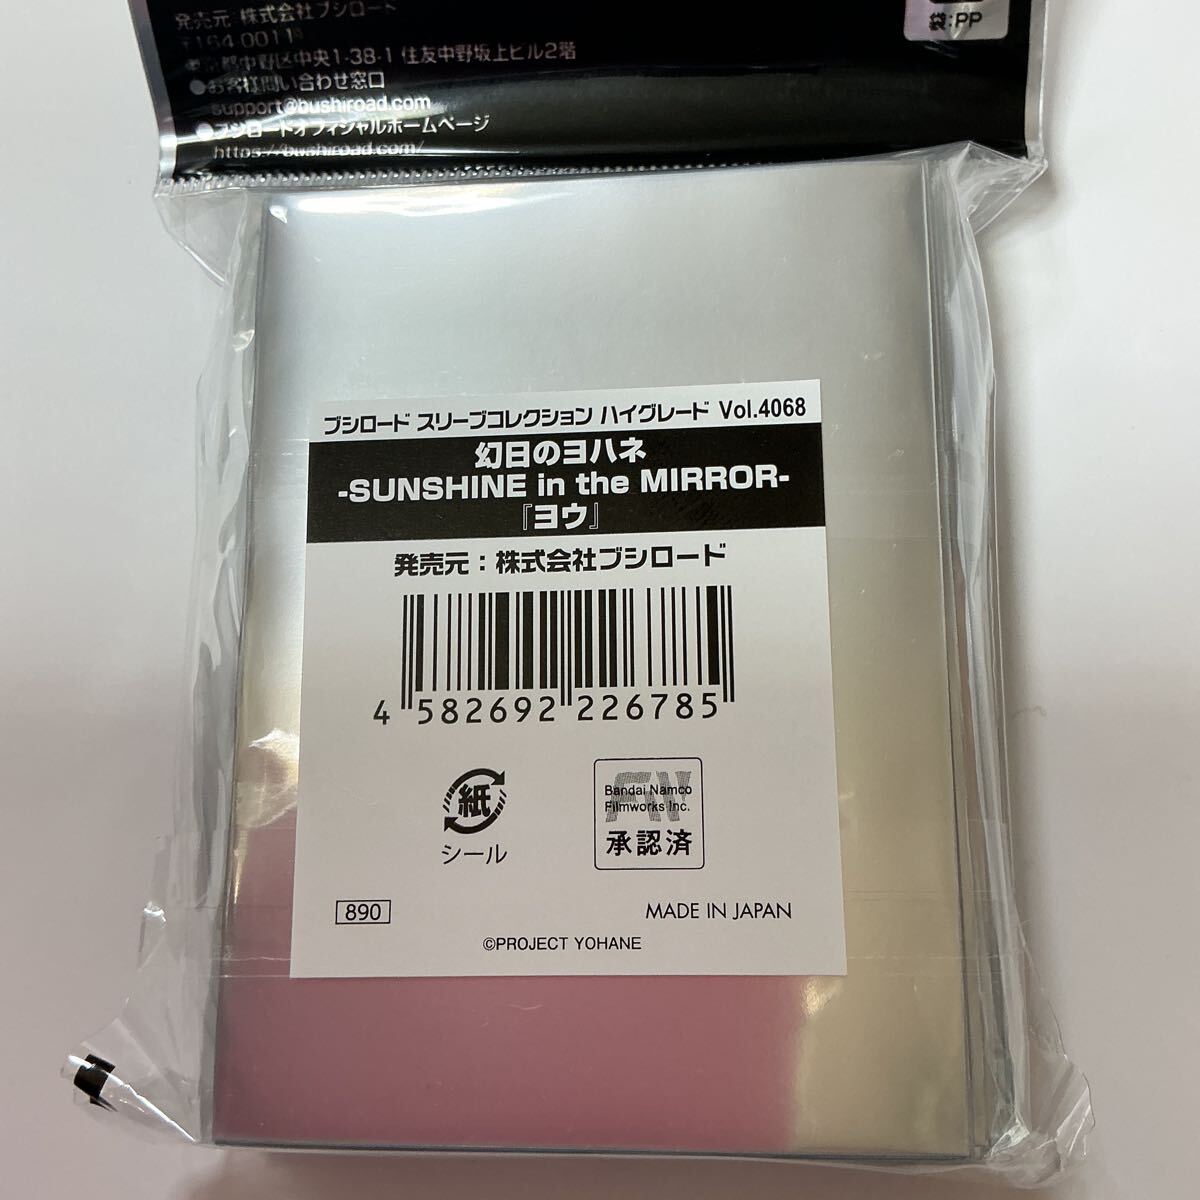 発売元：株式会社ブシロード
〒164-0011
東京都中野区中央1-38-1 住友中野坂上ビル2階
●お客様問い合わせ窓口
support@bushiroad.com
●ブシロードオフィシャルホームページ
https://bushiroad.com/
袋:PP
ブシロード スリーブコレクション ハイグレード Vol.4068
幻日のヨハネ
-SUNSHINE in the MIRROR-
『ヨウ』
発売元：株式会社ブシロード
4 582692 226785
紙
シール
Bandai Namco
Filmworks Inc.
承認済
890
MADE IN JAPAN
©PROJECT YOHANE